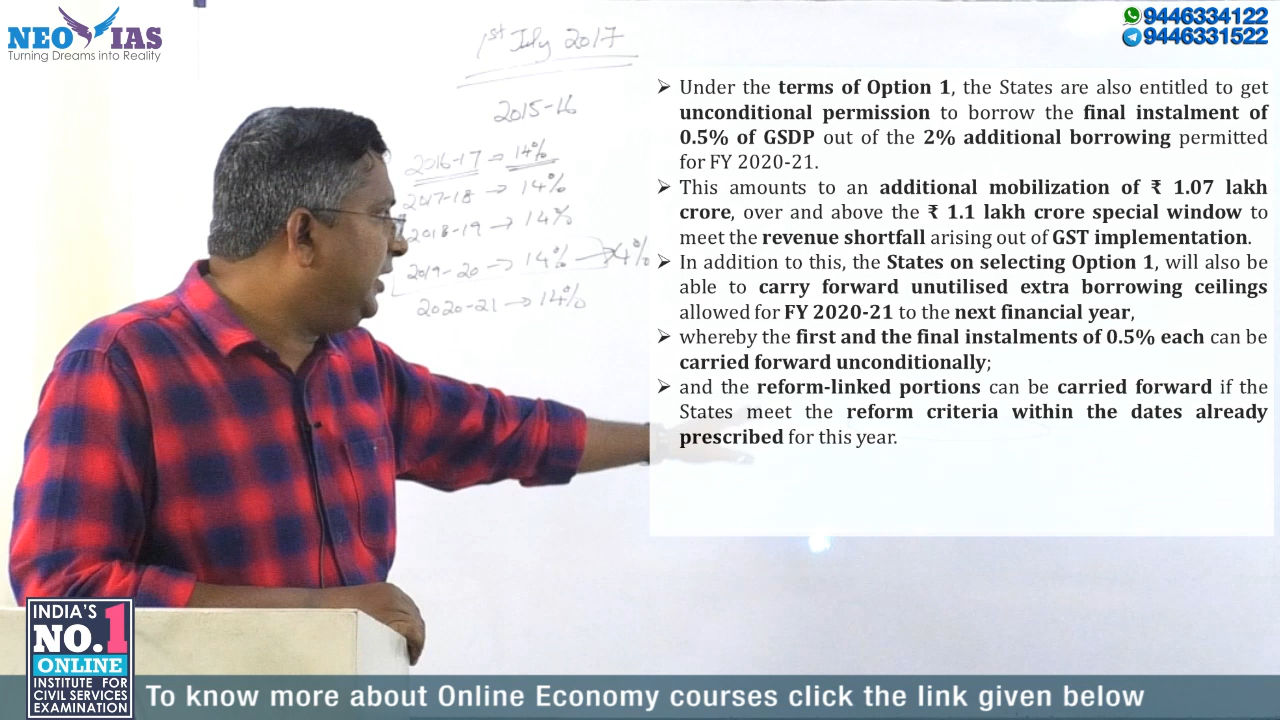 NEO IAS
Turning Dreams into Reality
9446334122
9446331522
1st July 2017
2015-16
2016-17 → 14%
2017-18 → 14%
2018-19 → 14%
2019-20 → 14% → 4%
2020-21 → 14%
➢ Under the terms of Option 1, the States are also entitled to get
unconditional permission to borrow the final instalment of
0.5% of GSDP out of the 2% additional borrowing permitted
for FY 2020-21.
➢ This amounts to an additional mobilization of ₹ 1.07 lakh
crore, over and above the ₹ 1.1 lakh crore special window to
meet the revenue shortfall arising out of GST implementation.
➢ In addition to this, the States on selecting Option 1, will also be
able to carry forward unutilised extra borrowing ceilings
allowed for FY 2020-21 to the next financial year,
➢ whereby the first and the final instalments of 0.5% each can be
carried forward unconditionally;
➢ and the reform-linked portions can be carried forward if the
States meet the reform criteria within the dates already
prescribed for this year.
INDIA'S
NO.1
ONLINE
INSTITUTE FOR
CIVIL SERVICES
EXAMINATION
To know more about Online Economy courses click the link given below